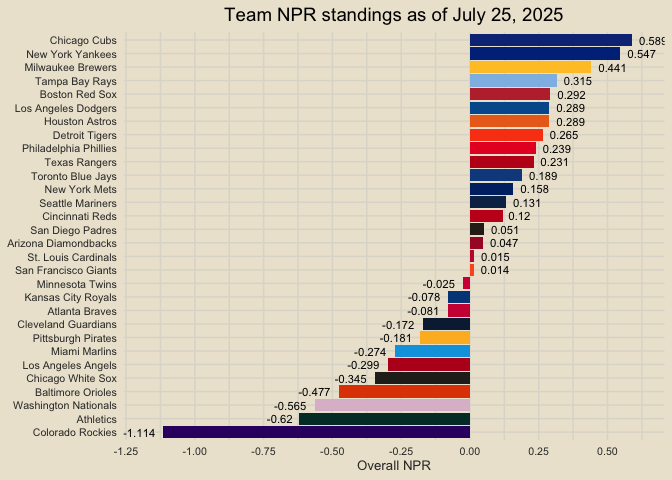 Team NPR standings as of July 25, 2025
Chicago Cubs 0.589
New York Yankees 0.547
Milwaukee Brewers 0.441
Tampa Bay Rays 0.315
Boston Red Sox 0.292
Los Angeles Dodgers 0.289
Houston Astros 0.289
Detroit Tigers 0.265
Philadelphia Phillies 0.239
Texas Rangers 0.231
Toronto Blue Jays 0.189
New York Mets 0.158
Seattle Mariners 0.131
Cincinnati Reds 0.12
San Diego Padres 0.051
Arizona Diamondbacks 0.047
St. Louis Cardinals 0.015
San Francisco Giants 0.014
Minnesota Twins -0.025
Kansas City Royals -0.078
Atlanta Braves -0.081
Cleveland Guardians -0.172
Pittsburgh Pirates -0.181
Miami Marlins -0.274
Los Angeles Angels -0.299
Chicago White Sox -0.345
Baltimore Orioles -0.477
Washington Nationals -0.565
Athletics -0.62
Colorado Rockies -1.114
-1.25 -1.00 -0.75 -0.50 -0.25 0.00 0.25 0.50
Overall NPR